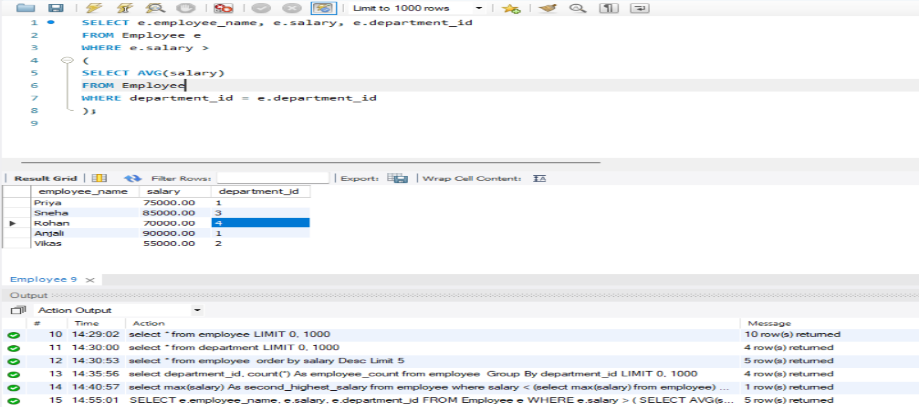 Limit to 1000 rows
1 SELECT e.employee_name, e.salary, e.department_id
2 FROM Employee e
3 WHERE e.salary >
4 (
5 SELECT AVG(salary)
6 FROM Employee
7 WHERE department_id = e.department_id
8 );
9
Result Grid Filter Rows: Export: Wrap Cell Content:
employee_name salary department_id
Priya 75000.00 1
Sneha 85000.00 3
Rohan 70000.00 4
Anjali 90000.00 1
Vikas 55000.00 2
Employee 9
Output
Action Output
# Time Action Message
10 14:29:02 select * from employee LIMIT 0, 1000 10 row(s) returned
11 14:30:00 select * from department LIMIT 0, 1000 4 row(s) returned
12 14:30:53 select * from employee order by salary Desc Limit 5 5 row(s) returned
13 14:35:56 select department_id, count(*) As employee_count from employee Group By department_id LIMIT 0, 1000 4 row(s) returned
14 14:40:57 select max(salary) As second_highest_salary from employee where salary < (select max(salary) from employee) ... 1 row(s) returned
15 14:55:01 SELECT e.employee_name, e.salary, e.department_id FROM Employee e WHERE e.salary > ( SELECT AVG(s... 5 row(s) returned